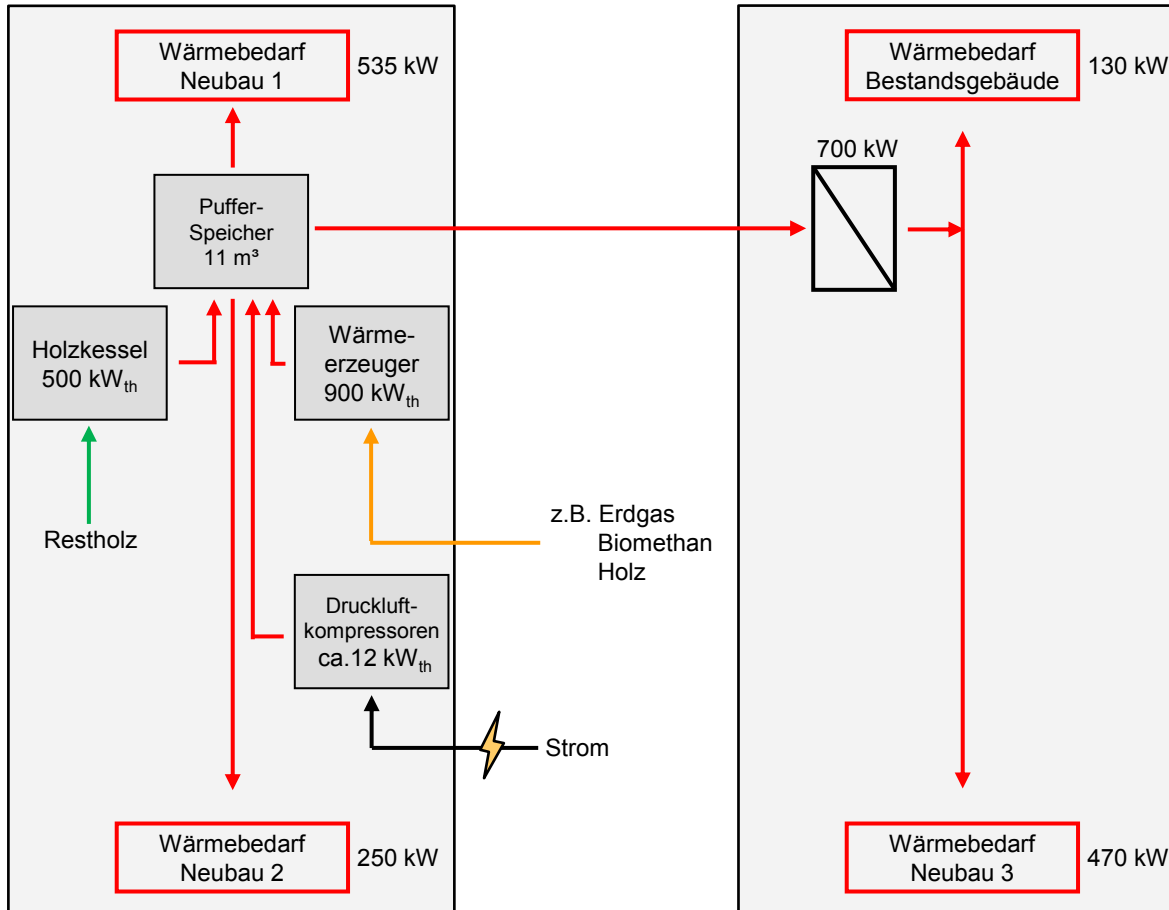 Wärmebedarf
Neubau 1
535 kW
Wärmebedarf
Bestandsgebäude
130 kW
700 kW
Puffer-
Speicher
11 m³
Holzkessel
500 kWth
Wärme-
erzeuger
900 kWth
Restholz
z.B. Erdgas
Biomethan
Holz
Druckluft-
kompressoren
ca.12 kWth
Strom
Wärmebedarf
Neubau 2
250 kW
Wärmebedarf
Neubau 3
470 kW